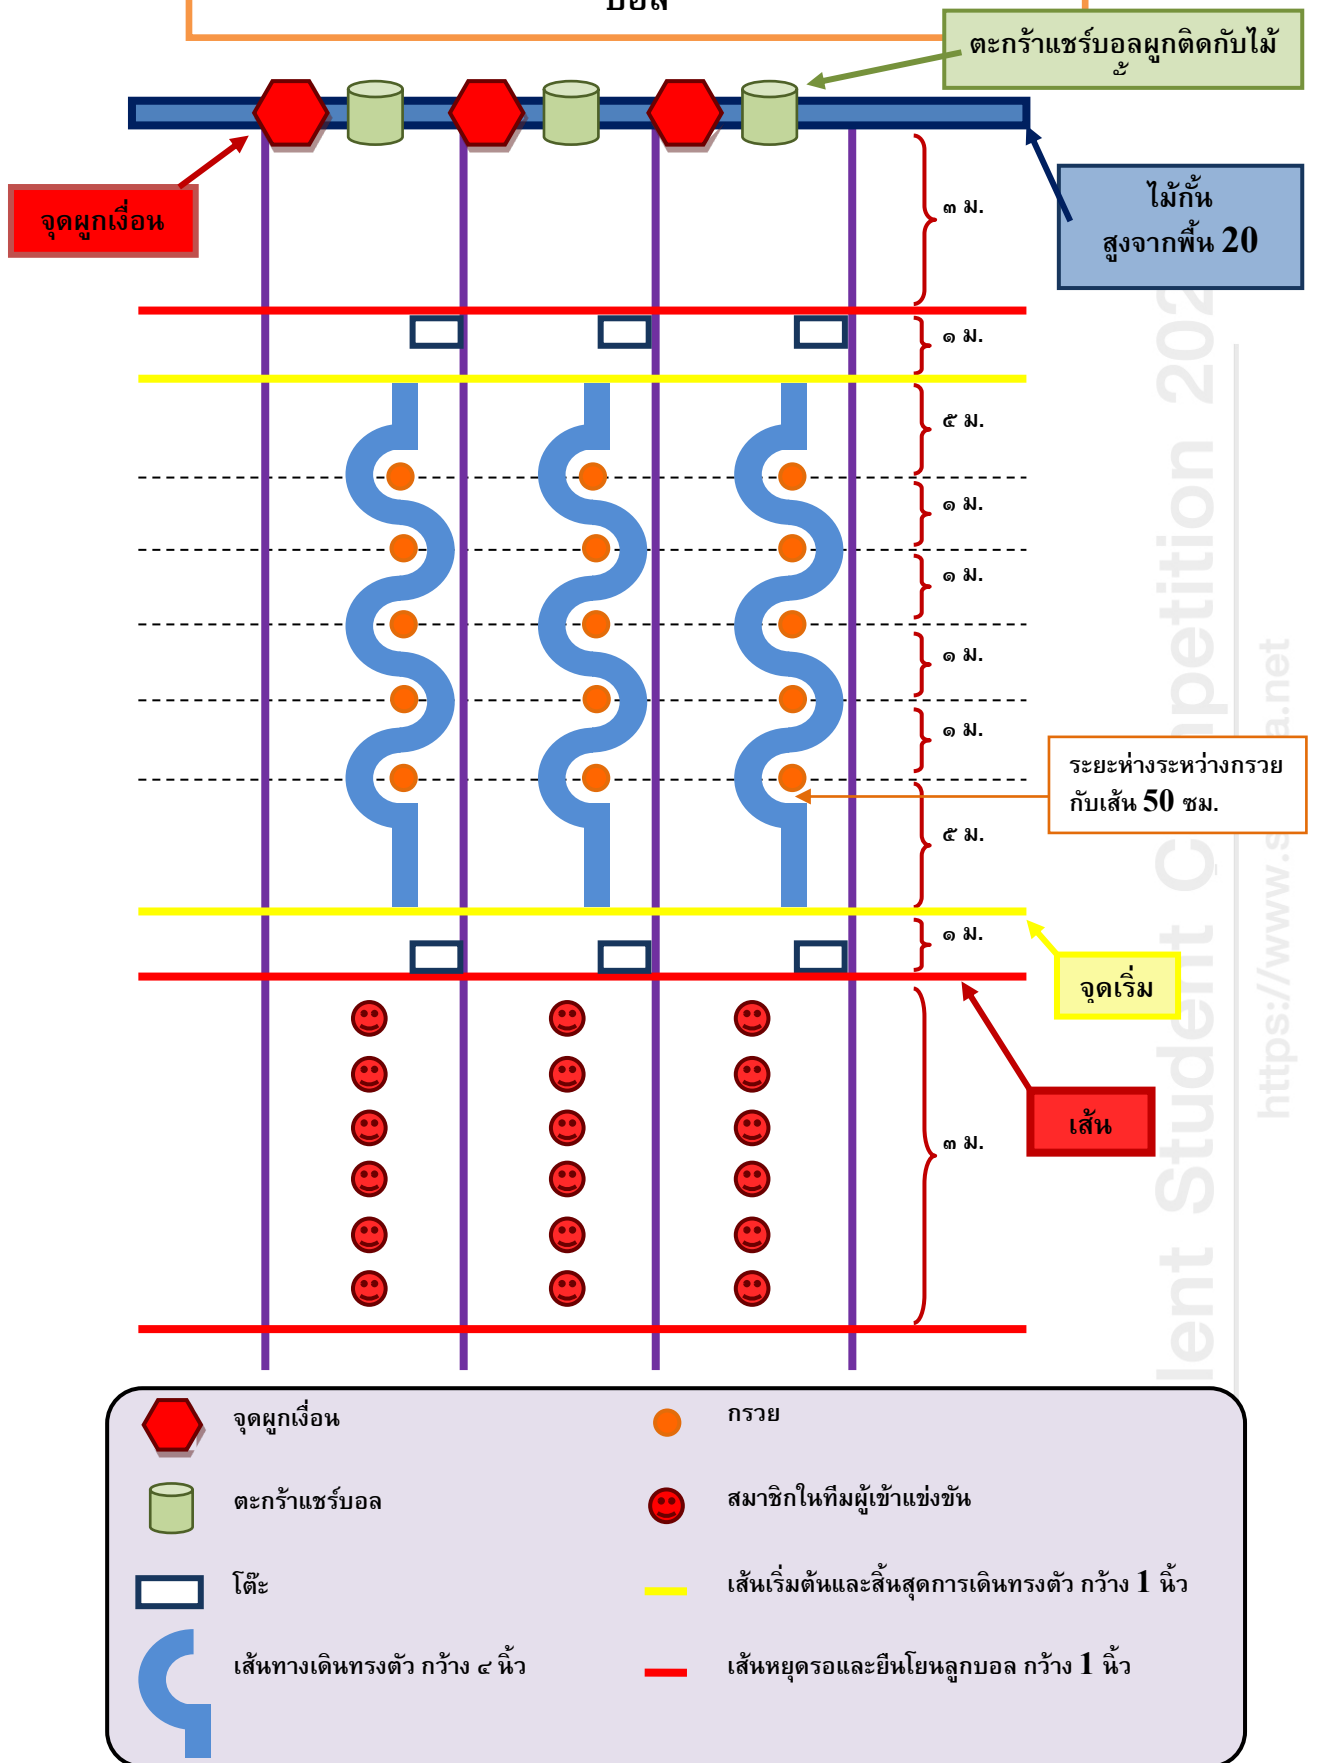 บอล
ตะกร้าแชร์บอลผูกติดกับไม้
จุดผูกเงื่อน
ไม้กั้น
สูงจากพื้น 20
๓ ม.
๑ ม.
๕ ม.
๑ ม.
๑ ม.
๑ ม.
๑ ม.
ระยะห่างระหว่างกรวย
กับเส้น 50 ซม.
๕ ม.
๑ ม.
จุดเริ่ม
เส้น
๓ ม.
จุดผูกเงื่อน
กรวย
ตะกร้าแชร์บอล
สมาชิกในทีมผู้เข้าแข่งขัน
โต๊ะ
เส้นเริ่มต้นและสิ้นสุดการเดินทรงตัว กว้าง 1 นิ้ว
เส้นทางเดินทรงตัว กว้าง ๔ นิ้ว
เส้นหยุดรอและยืนโยนลูกบอล กว้าง 1 นิ้ว
Student
https://www.s